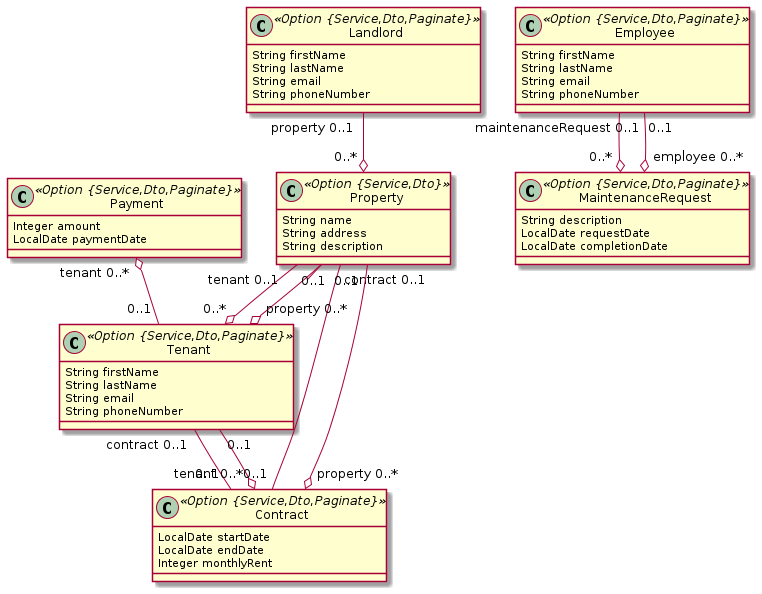 C «Option {Service,Dto,Paginate}»
Landlord
String firstName
String lastName
String email
String phoneNumber
C «Option {Service,Dto,Paginate}»
Employee
String firstName
String lastName
String email
String phoneNumber
property 0..1
0..*
maintenanceRequest 0..1
0..1
0..*
employee 0..*
C «Option {Service,Dto,Paginate}»
Payment
Integer amount
LocalDate paymentDate
C «Option {Service,Dto}»
Property
String name
String address
String description
C «Option {Service,Dto,Paginate}»
MaintenanceRequest
String description
LocalDate requestDate
LocalDate completionDate
tenant 0..*
0..1
tenant 0..1
0..1
0..1
contract 0..1
0..*
property 0..*
C «Option {Service,Dto,Paginate}»
Tenant
String firstName
String lastName
String email
String phoneNumber
contract 0..1
0..1
0..1
tenant 0..*
0..1
property 0..*
C «Option {Service,Dto,Paginate}»
Contract
LocalDate startDate
LocalDate endDate
Integer monthlyRent